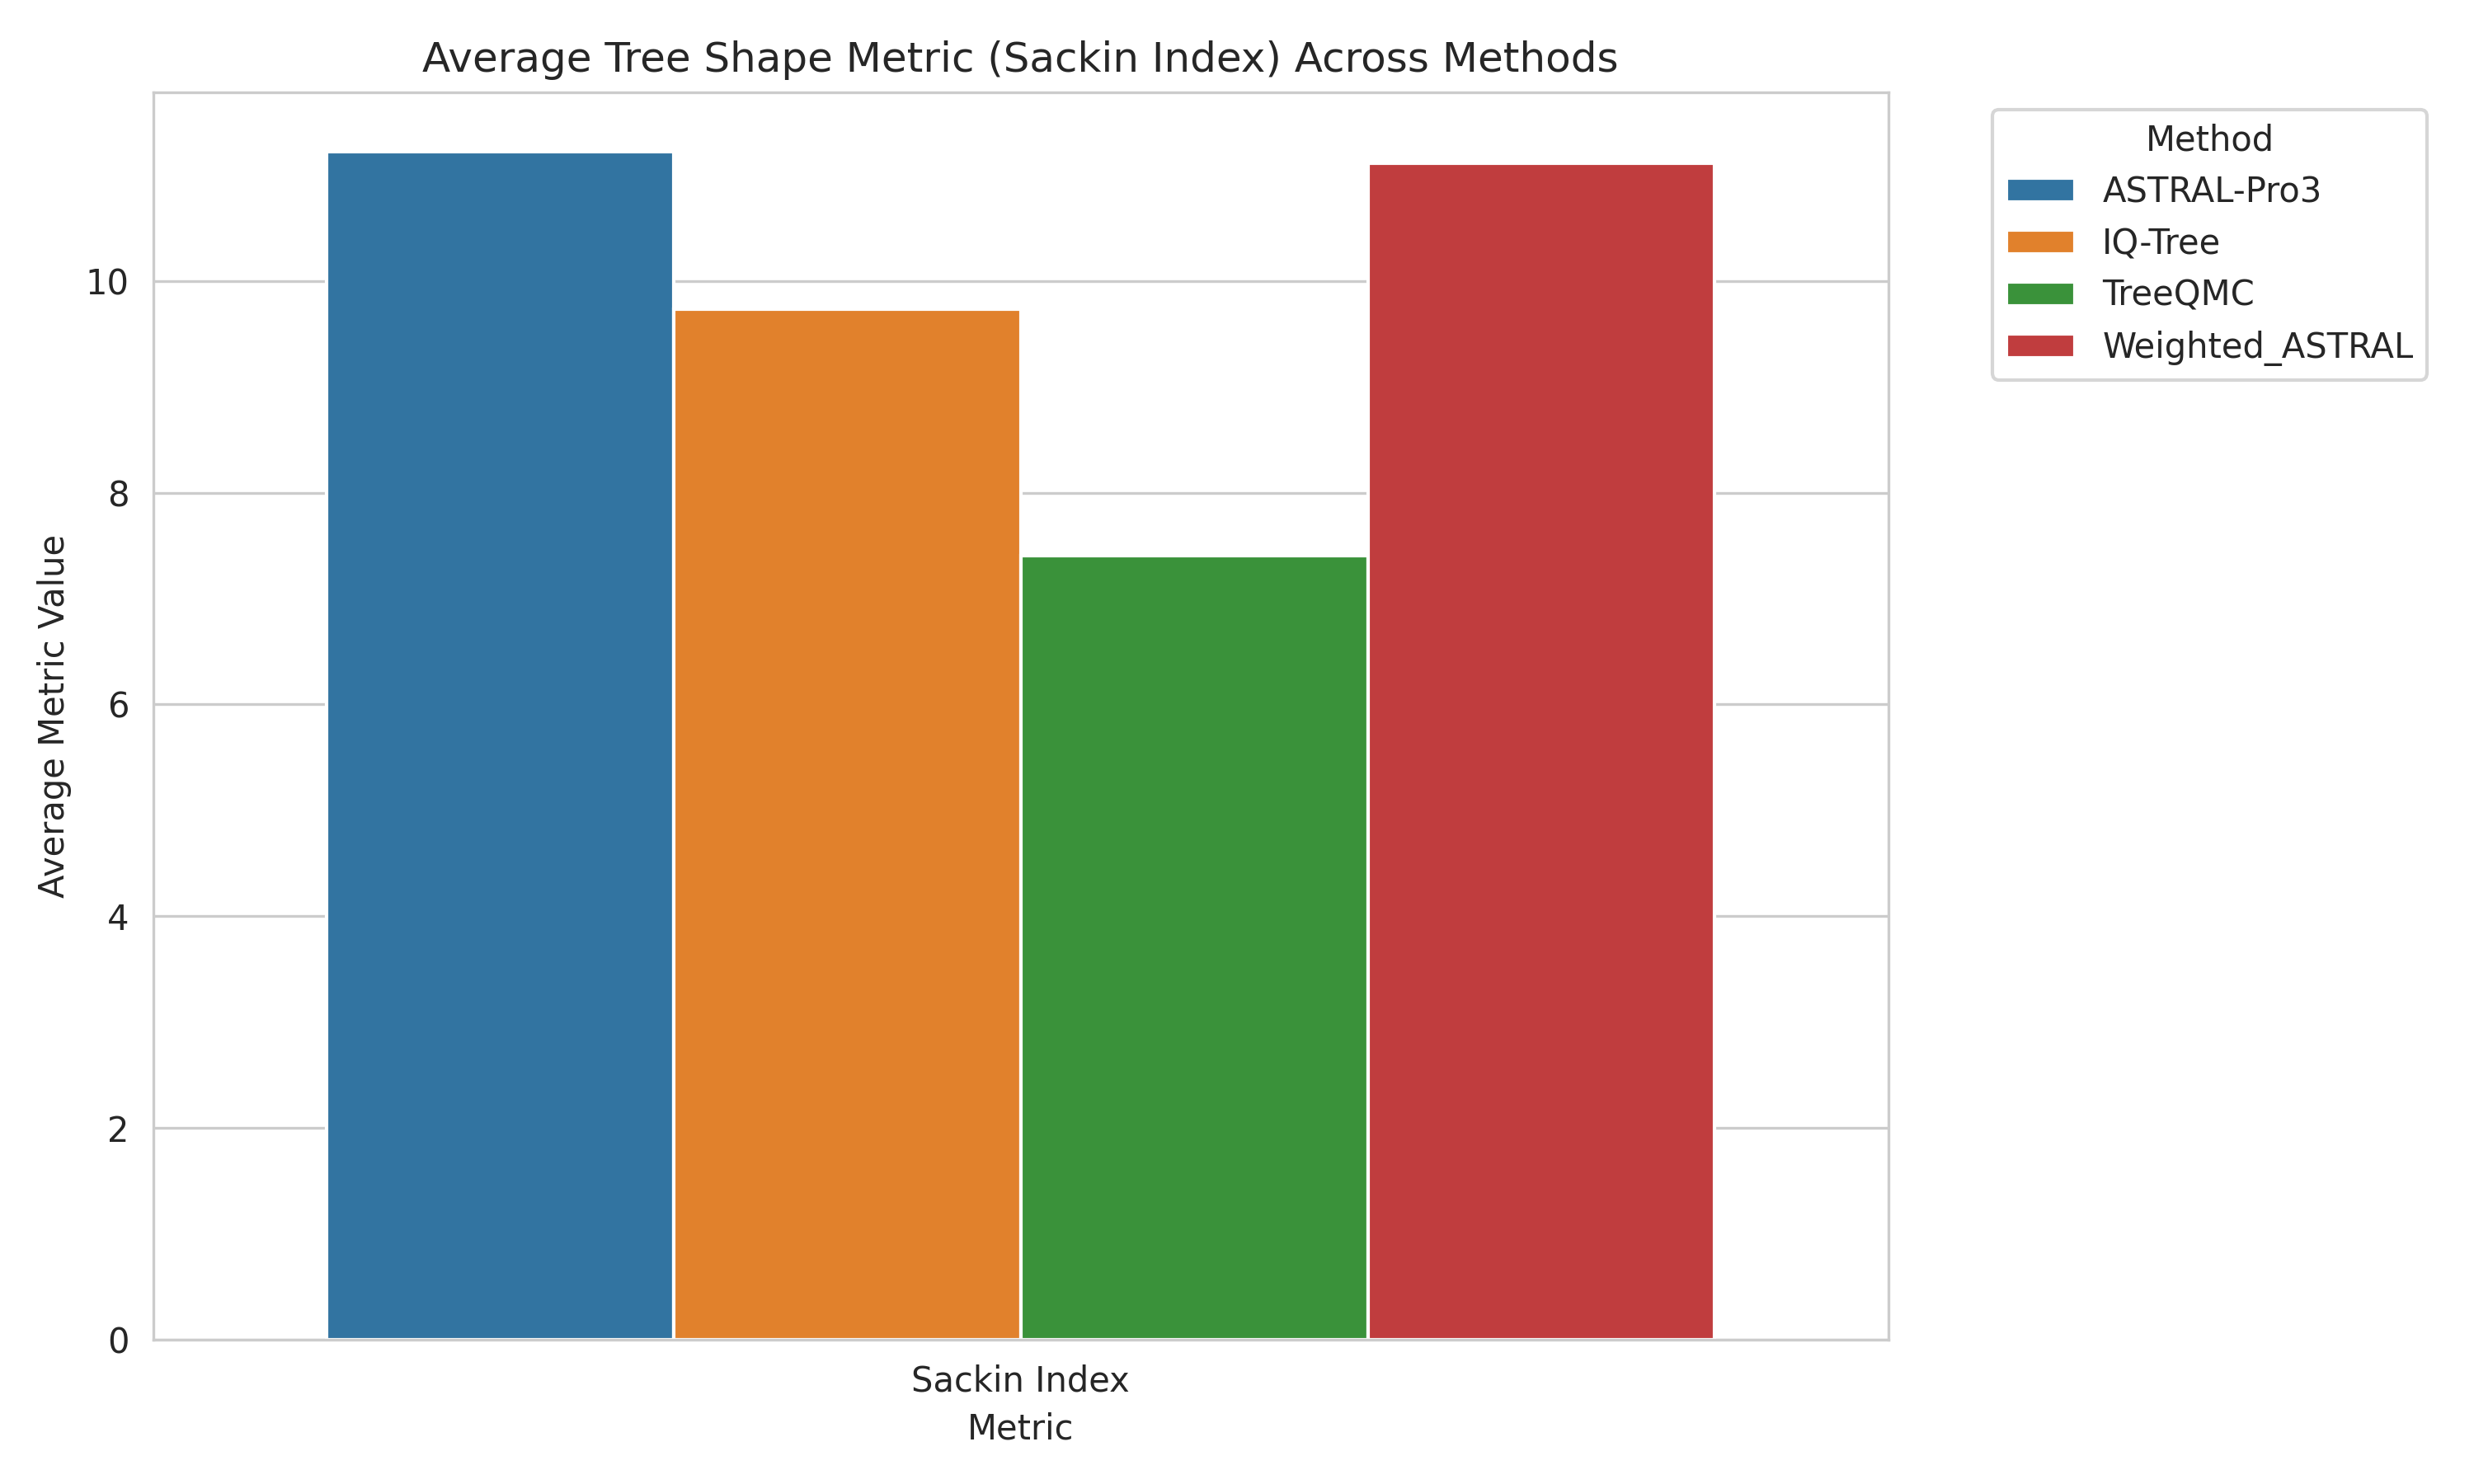 Average Tree Shape Metric (Sackin Index) Across Methods
Average Metric Value
10
8
6
4
2
0
Sackin Index
Metric
Method
ASTRAL-Pro3
IQ-Tree
TreeQMC
Weighted_ASTRAL